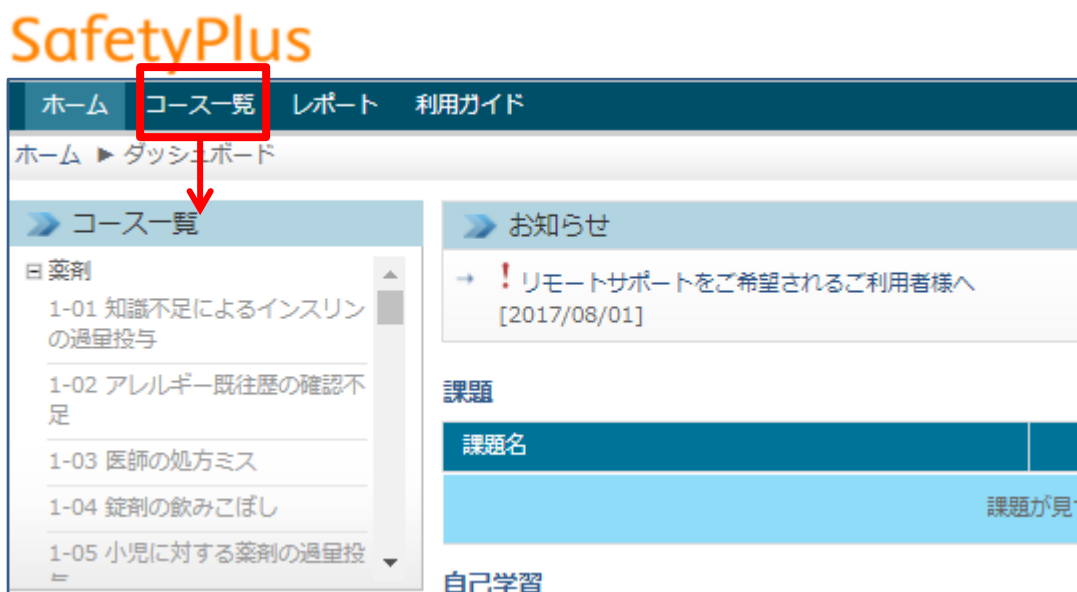 SafetyPlus
ホーム コース一覧 レポート 利用ガイド
ホーム ▶ ダッシュボード
コース一覧
薬剤
1-01 知識不足によるインスリン
の過量投与
1-02 アレルギー既往歴の確認不
足
1-03 医師の処方ミス
1-04 錠剤の飲みこぼし
1-05 小児に対する薬剤の過量投
お知らせ
→ ! リモートサポートをご希望されるご利用者様へ
[2017/08/01]
課題
課題名
課題が見
自己学習